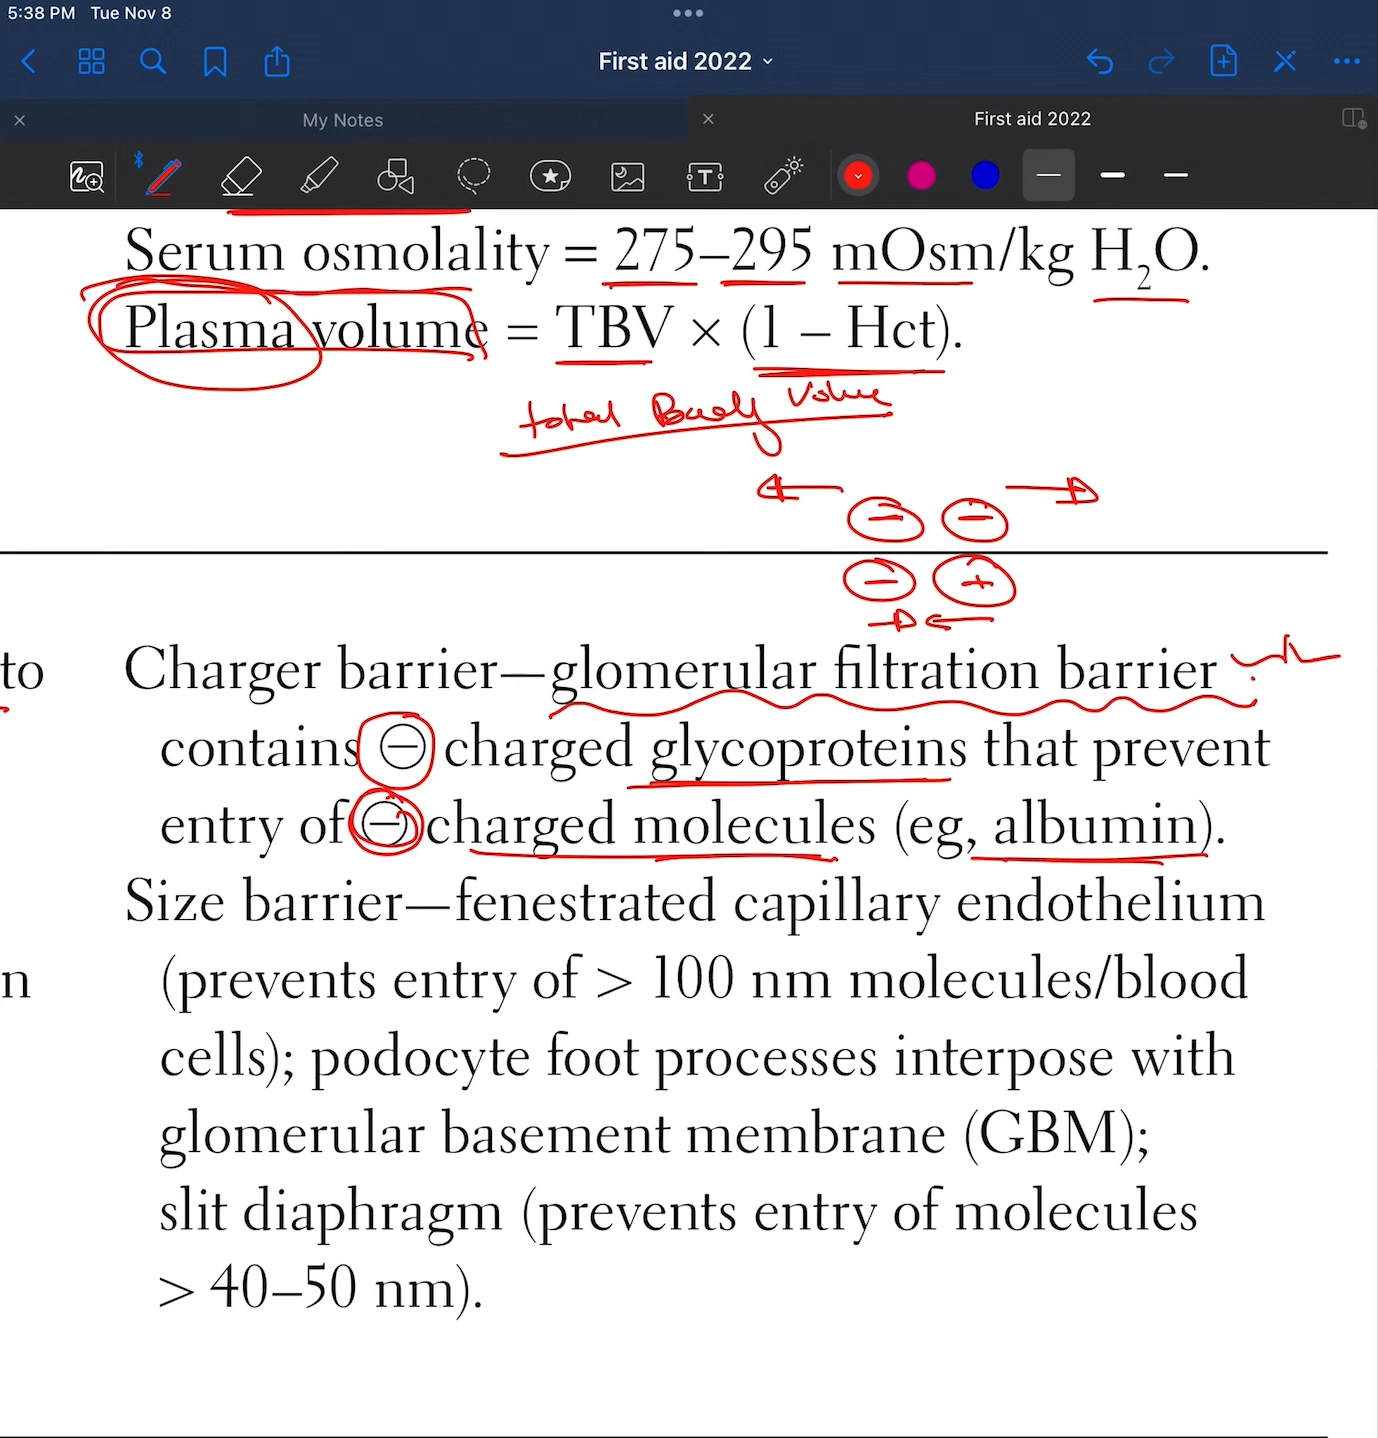 5:38 PM Tue Nov 8
First aid 2022
My Notes
First aid 2022
Serum osmolality = 275–295 mOsm/kg H₂O.
Plasma volume = TBV × (1 – Hct).
total Body Volume
− −
− +
to
Charger barrier—glomerular filtration barrier
contains ⊖ charged glycoproteins that prevent
entry of ⊖ charged molecules (eg, albumin).
Size barrier—fenestrated capillary endothelium
n
(prevents entry of > 100 nm molecules/blood
cells); podocyte foot processes interpose with
glomerular basement membrane (GBM);
slit diaphragm (prevents entry of molecules
> 40–50 nm).